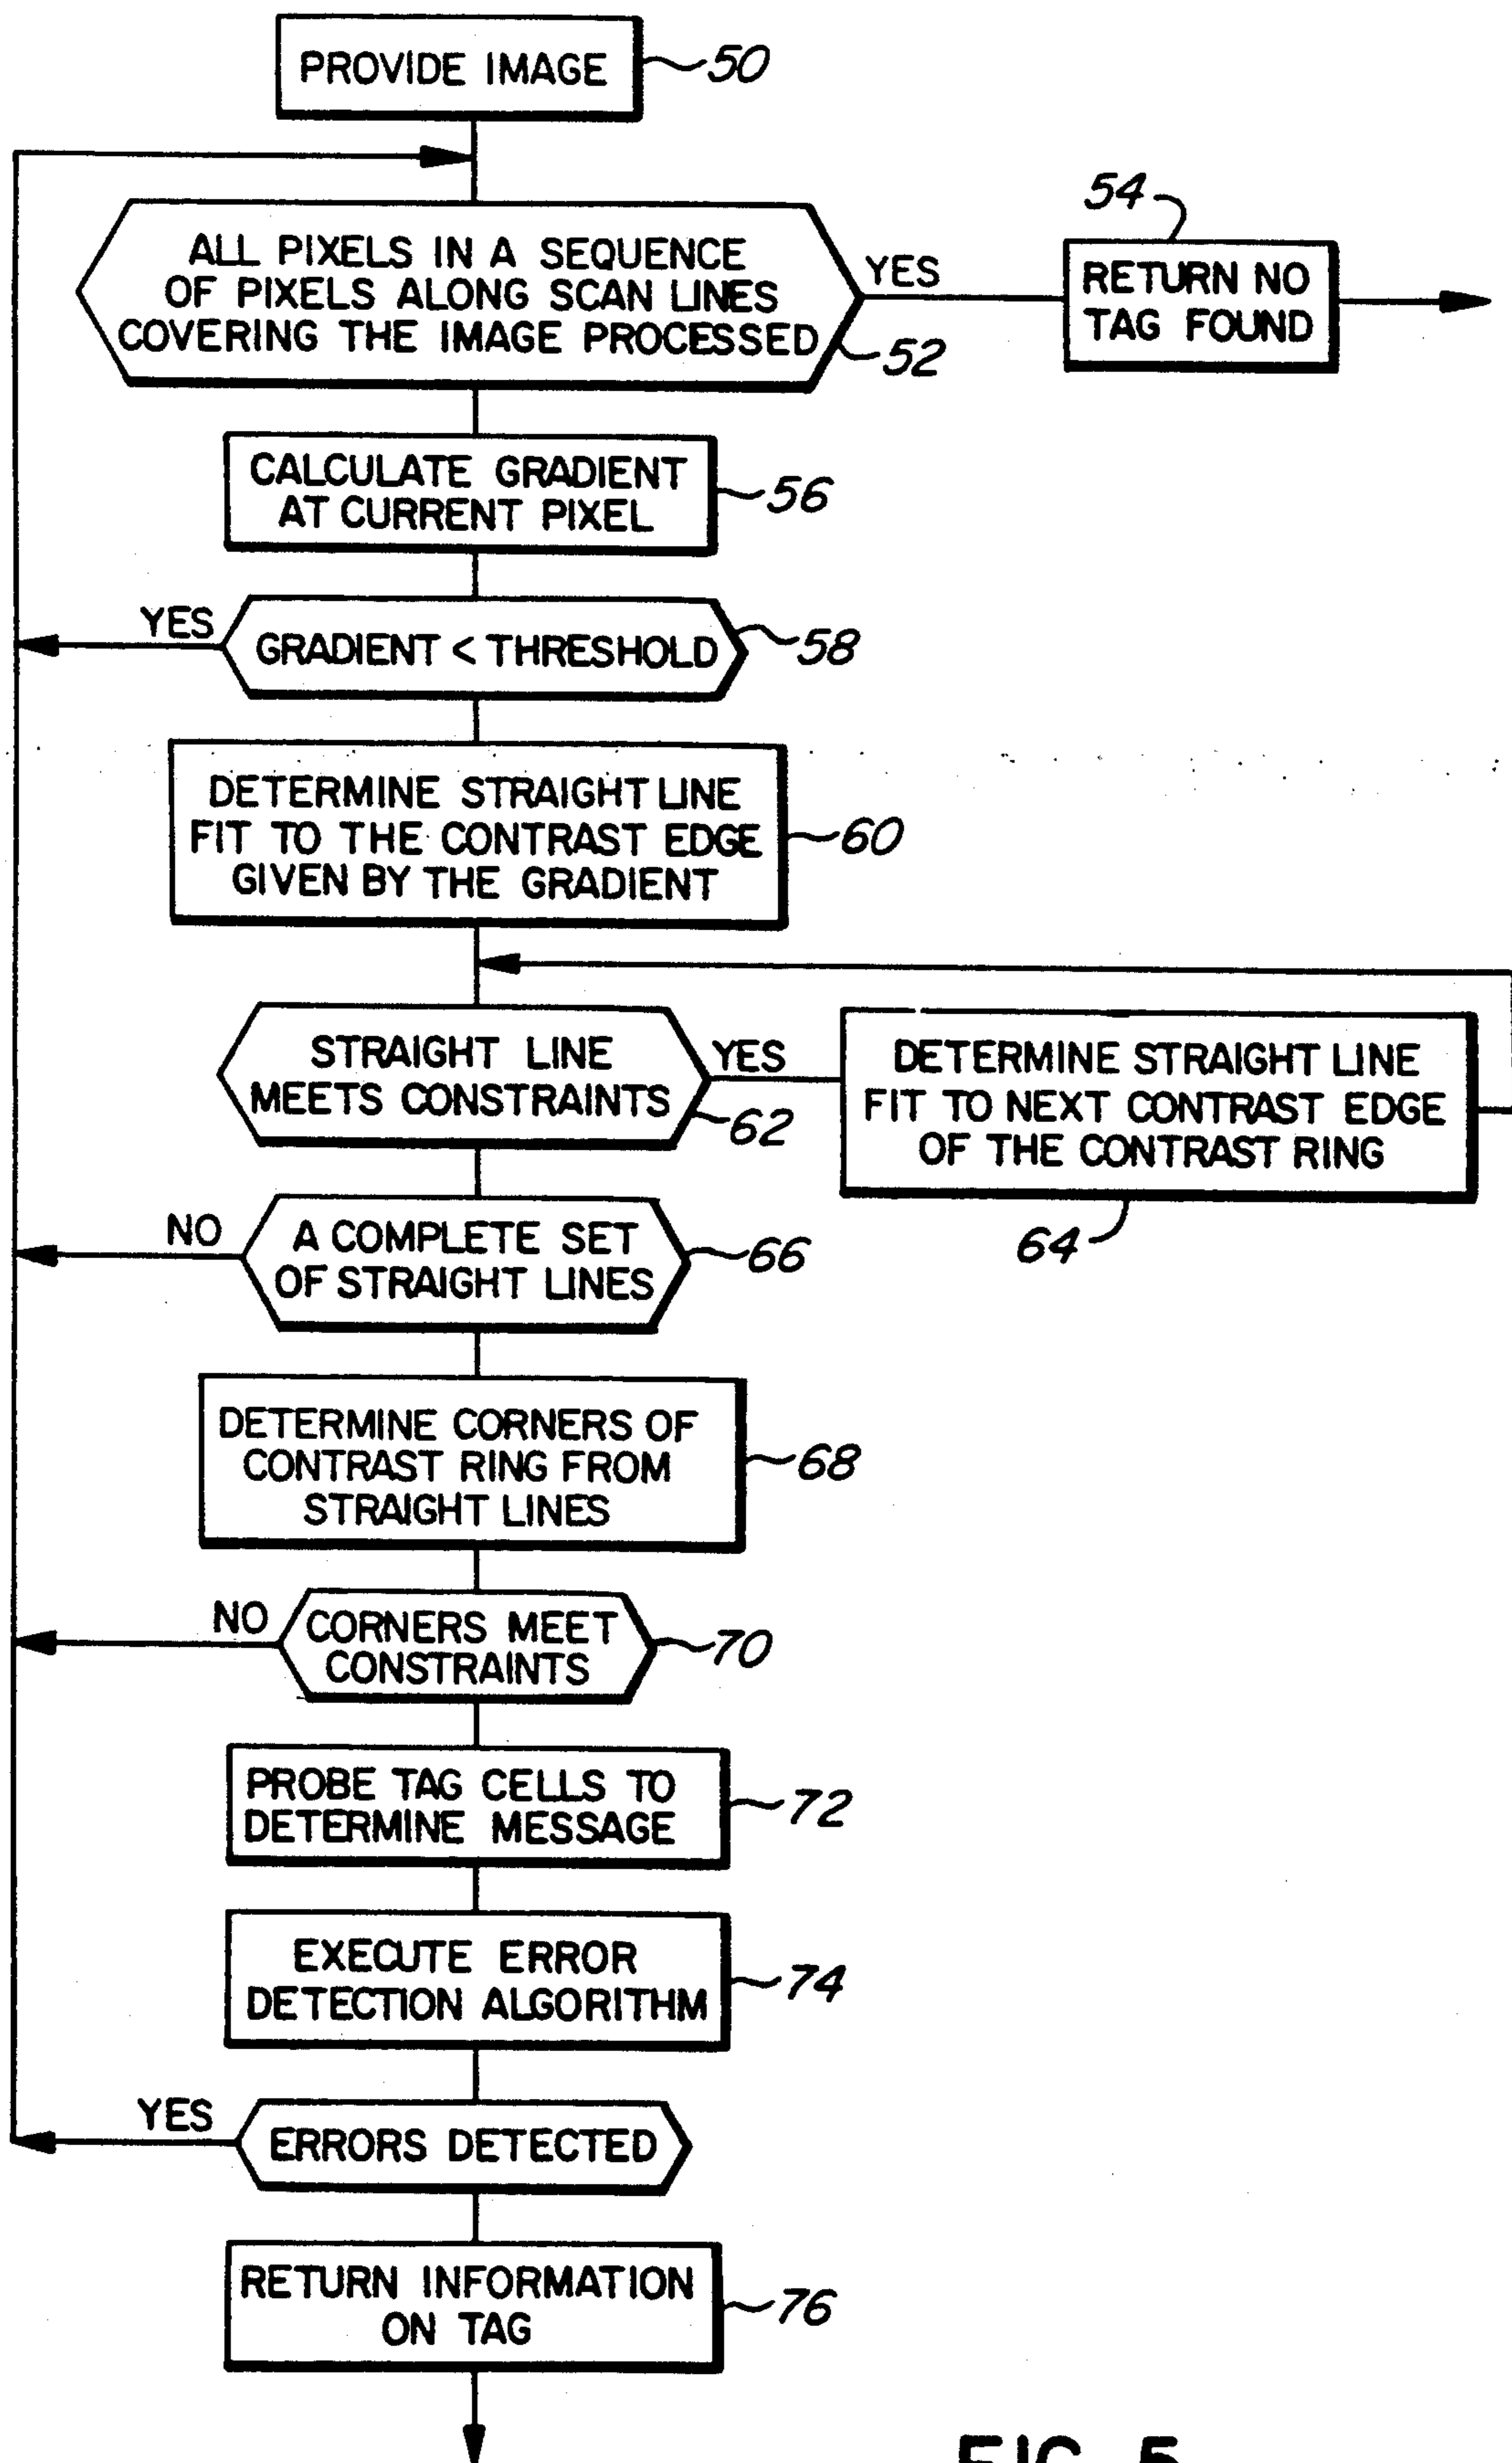 PROVIDE IMAGE
50
ALL PIXELS IN A SEQUENCE
OF PIXELS ALONG SCAN LINES
COVERING THE IMAGE PROCESSED
52
YES
54
RETURN NO
TAG FOUND
CALCULATE GRADIENT
AT CURRENT PIXEL
56
YES
GRADIENT < THRESHOLD
58
DETERMINE STRAIGHT LINE
FIT TO THE CONTRAST EDGE
GIVEN BY THE GRADIENT
60
STRAIGHT LINE
MEETS CONSTRAINTS
62
YES
DETERMINE STRAIGHT LINE
FIT TO NEXT CONTRAST EDGE
OF THE CONTRAST RING
64
NO
A COMPLETE SET
OF STRAIGHT LINES
66
DETERMINE CORNERS OF
CONTRAST RING FROM
STRAIGHT LINES
68
NO
CORNERS MEET
CONSTRAINTS
70
PROBE TAG CELLS TO
DETERMINE MESSAGE
72
EXECUTE ERROR
DETECTION ALGORITHM
74
YES
ERRORS DETECTED
RETURN INFORMATION
ON TAG
76
FIG. 5